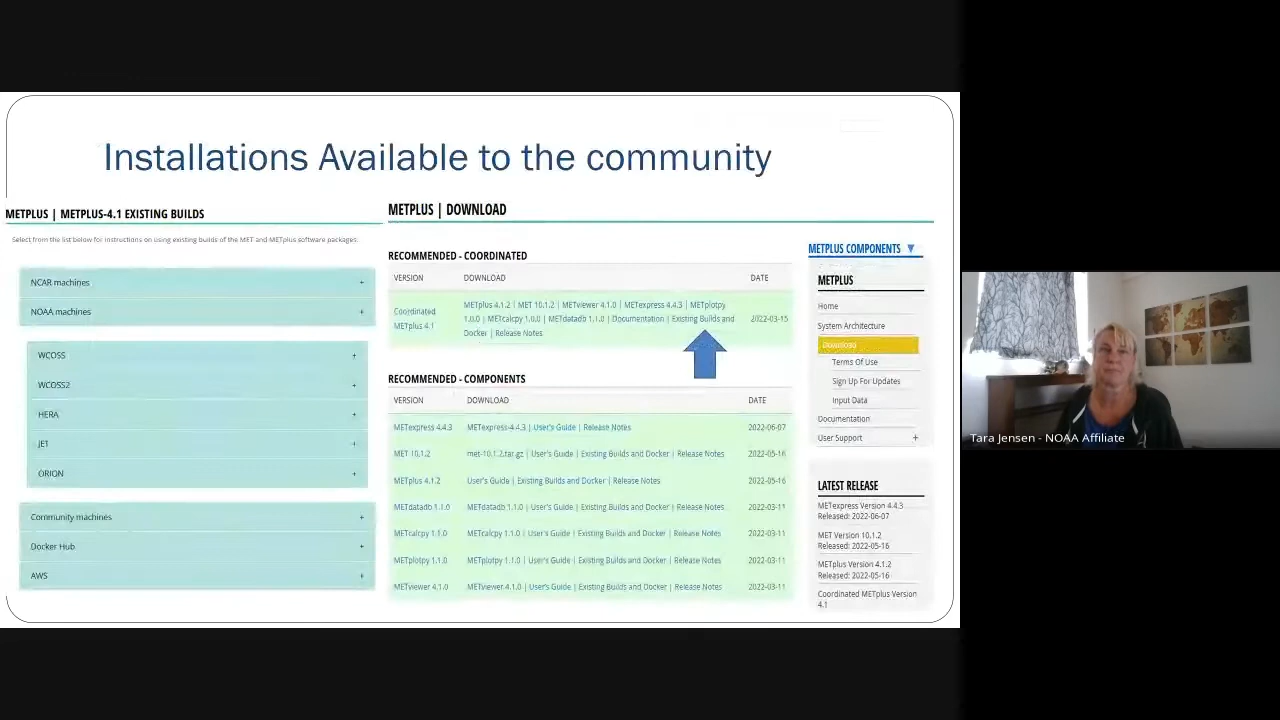 Installations Available to the community
METPLUS | METPLUS-4.1 EXISTING BUILDS
Select from the list below for instructions on using existing builds of the MET and METplus software packages.
NCAR machines +
NOAA machines +
WCOSS +
WCOSS2 +
HERA +
JET +
ORION +
Community machines +
Docker Hub +
AWS +
METPLUS | DOWNLOAD
RECOMMENDED - COORDINATED
VERSION DOWNLOAD DATE
Coordinated METplus 4.1
METplus 4.1.2 | MET 10.1.2 | METviewer 4.1.0 | METexpress 4.4.3 | METplotpy
1.0.0 | METcalcpy 1.0.0 | METdatadb 1.1.0 | Documentation | Existing Builds and
Docker | Release Notes
2022-03-15
RECOMMENDED - COMPONENTS
VERSION DOWNLOAD DATE
METexpress 4.4.3 METexpress-4.4.3 | User's Guide | Release Notes 2022-06-07
MET 10.1.2 met-10.1.2.tar.gz | User's Guide | Existing Builds and Docker | Release Notes 2022-05-16
METplus 4.1.2 User's Guide | Existing Builds and Docker | Release Notes 2022-05-16
METdatadb 1.1.0 METdatadb 1.1.0 | User's Guide | Existing Builds and Docker | Release Notes 2022-03-11
METcalcpy 1.1.0 METcalcpy 1.1.0 | User's Guide | Existing Builds and Docker | Release Notes 2022-03-11
METplotpy 1.1.0 METplotpy 1.1.0 | User's Guide | Existing Builds and Docker | Release Notes 2022-03-11
METviewer 4.1.0 METviewer 4.1.0 | User's Guide | Existing Builds and Docker | Release Notes 2022-03-11
METPLUS COMPONENTS ▼
METPLUS
Home
System Architecture
Download
Terms Of Use
Sign Up For Updates
Input Data
Documentation
User Support +
LATEST RELEASE
METexpress Version 4.4.3
Released: 2022-06-07
MET Version 10.1.2
Released: 2022-05-16
METplus Version 4.1.2
Released: 2022-05-16
Coordinated METplus Version
4.1
Tara Jensen - NOAA Affiliate